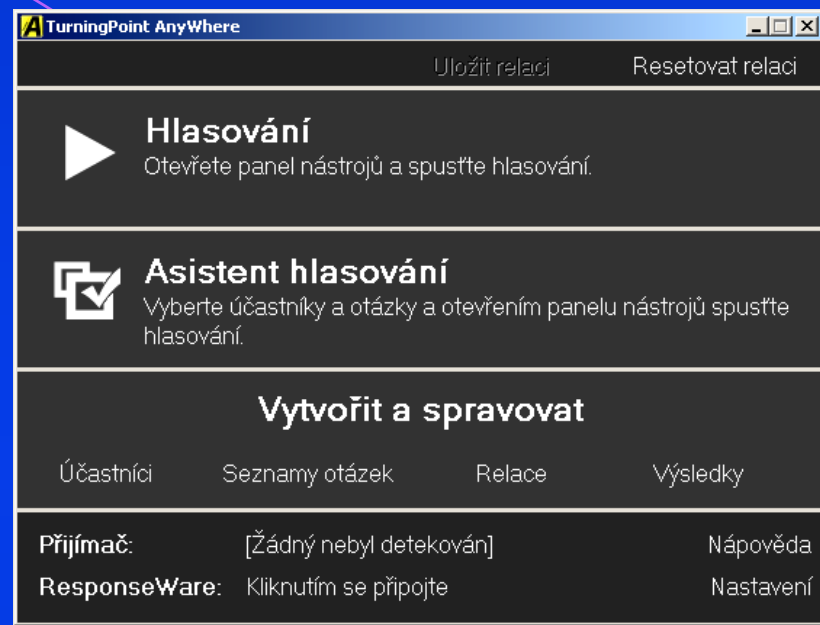 TurningPoint AnyWhere
Uložit relaci Resetovat relaci
Hlasování
Otevřete panel nástrojů a spusťte hlasování.
Asistent hlasování
Vyberte účastníky a otázky a otevřením panelu nástrojů spusťte
hlasování.
Vytvořit a spravovat
Účastníci Seznamy otázek Relace Výsledky
Přijímač: [Žádný nebyl detekován] Nápověda
ResponseWare: Kliknutím se připojte Nastavení